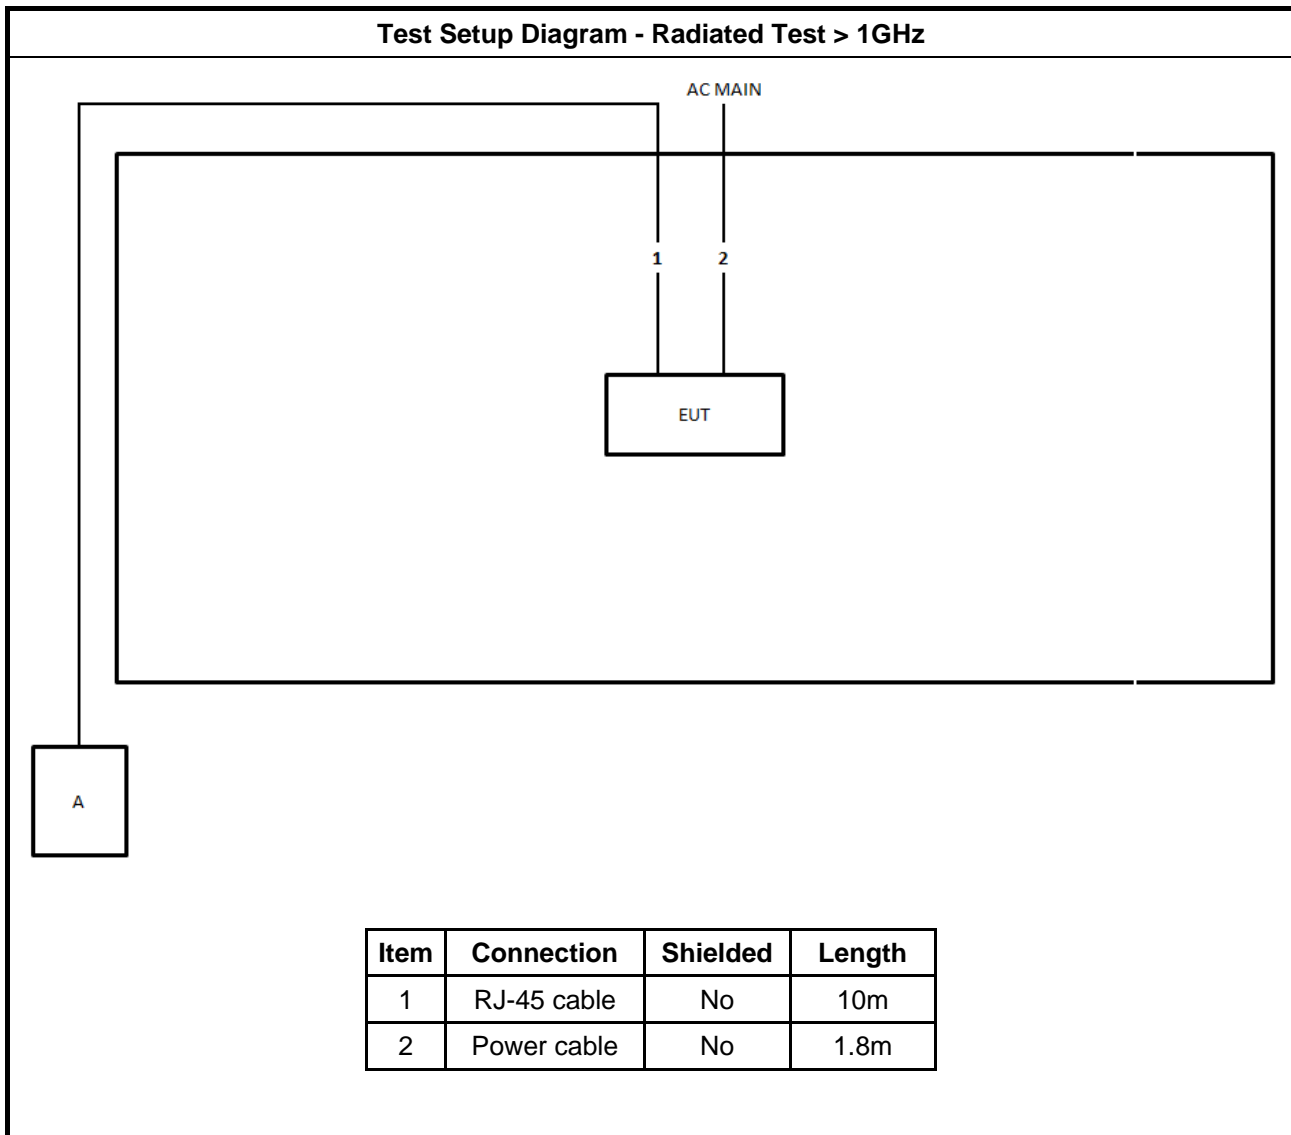 Test Setup Diagram - Radiated Test > 1GHz
AC MAIN
1 2
EUT
A
Item Connection Shielded Length
1 RJ-45 cable No 10m
2 Power cable No 1.8m